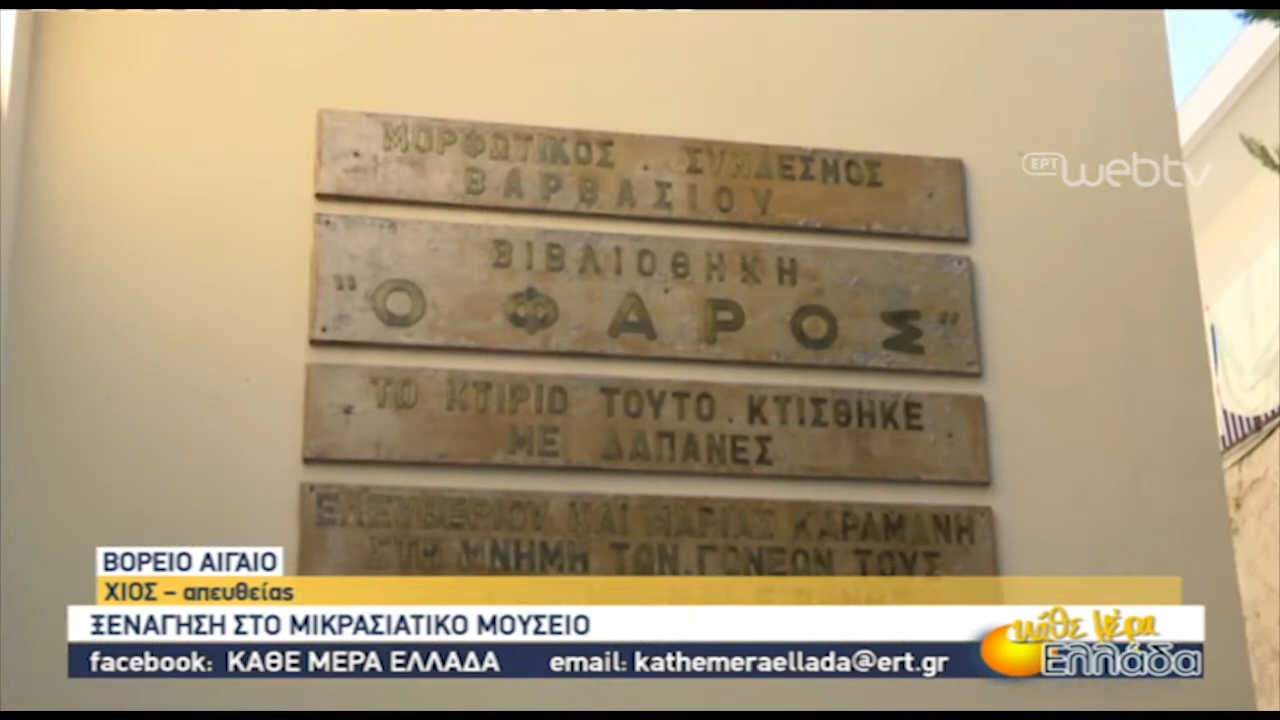 ΜΟΡΦΩΤΙΚΟΣ . ΣΥΝΔΕΣΜΟΣ
ΒΑΡΒΑΣΙΟΥ
ΒΙΒΛΙΟΘΗΚΗ
"Ο ΦΑΡΟΣ"
ΤΟ ΚΤΙΡΙΟ ΤΟΥΤΟ . ΚΤΙΣΘΗΚΕ
ΜΕ ΔΑΠΑΝΕΣ
ΕΛΕΥΘΕΡΙΟΥ ΚΑΙ ΜΑΡΙΑΣ ΚΑΡΑΜΑΝΗ
ΣΤΗ ΜΝΗΜΗ ΤΩΝ . ΓΟΝΕΩΝ ΤΟΥΣ
ΕΡΤ webtv
ΒΟΡΕΙΟ ΑΙΓΑΙΟ
ΧΙΟΣ – απευθείας
ΞΕΝΑΓΗΣΗ ΣΤΟ ΜΙΚΡΑΣΙΑΤΙΚΟ ΜΟΥΣΕΙΟ
facebook: ΚΑΘΕ ΜΕΡΑ ΕΛΛΑΔΑ email: kathemeraellada@ert.gr
κάθε μέρα
Ελλάδα